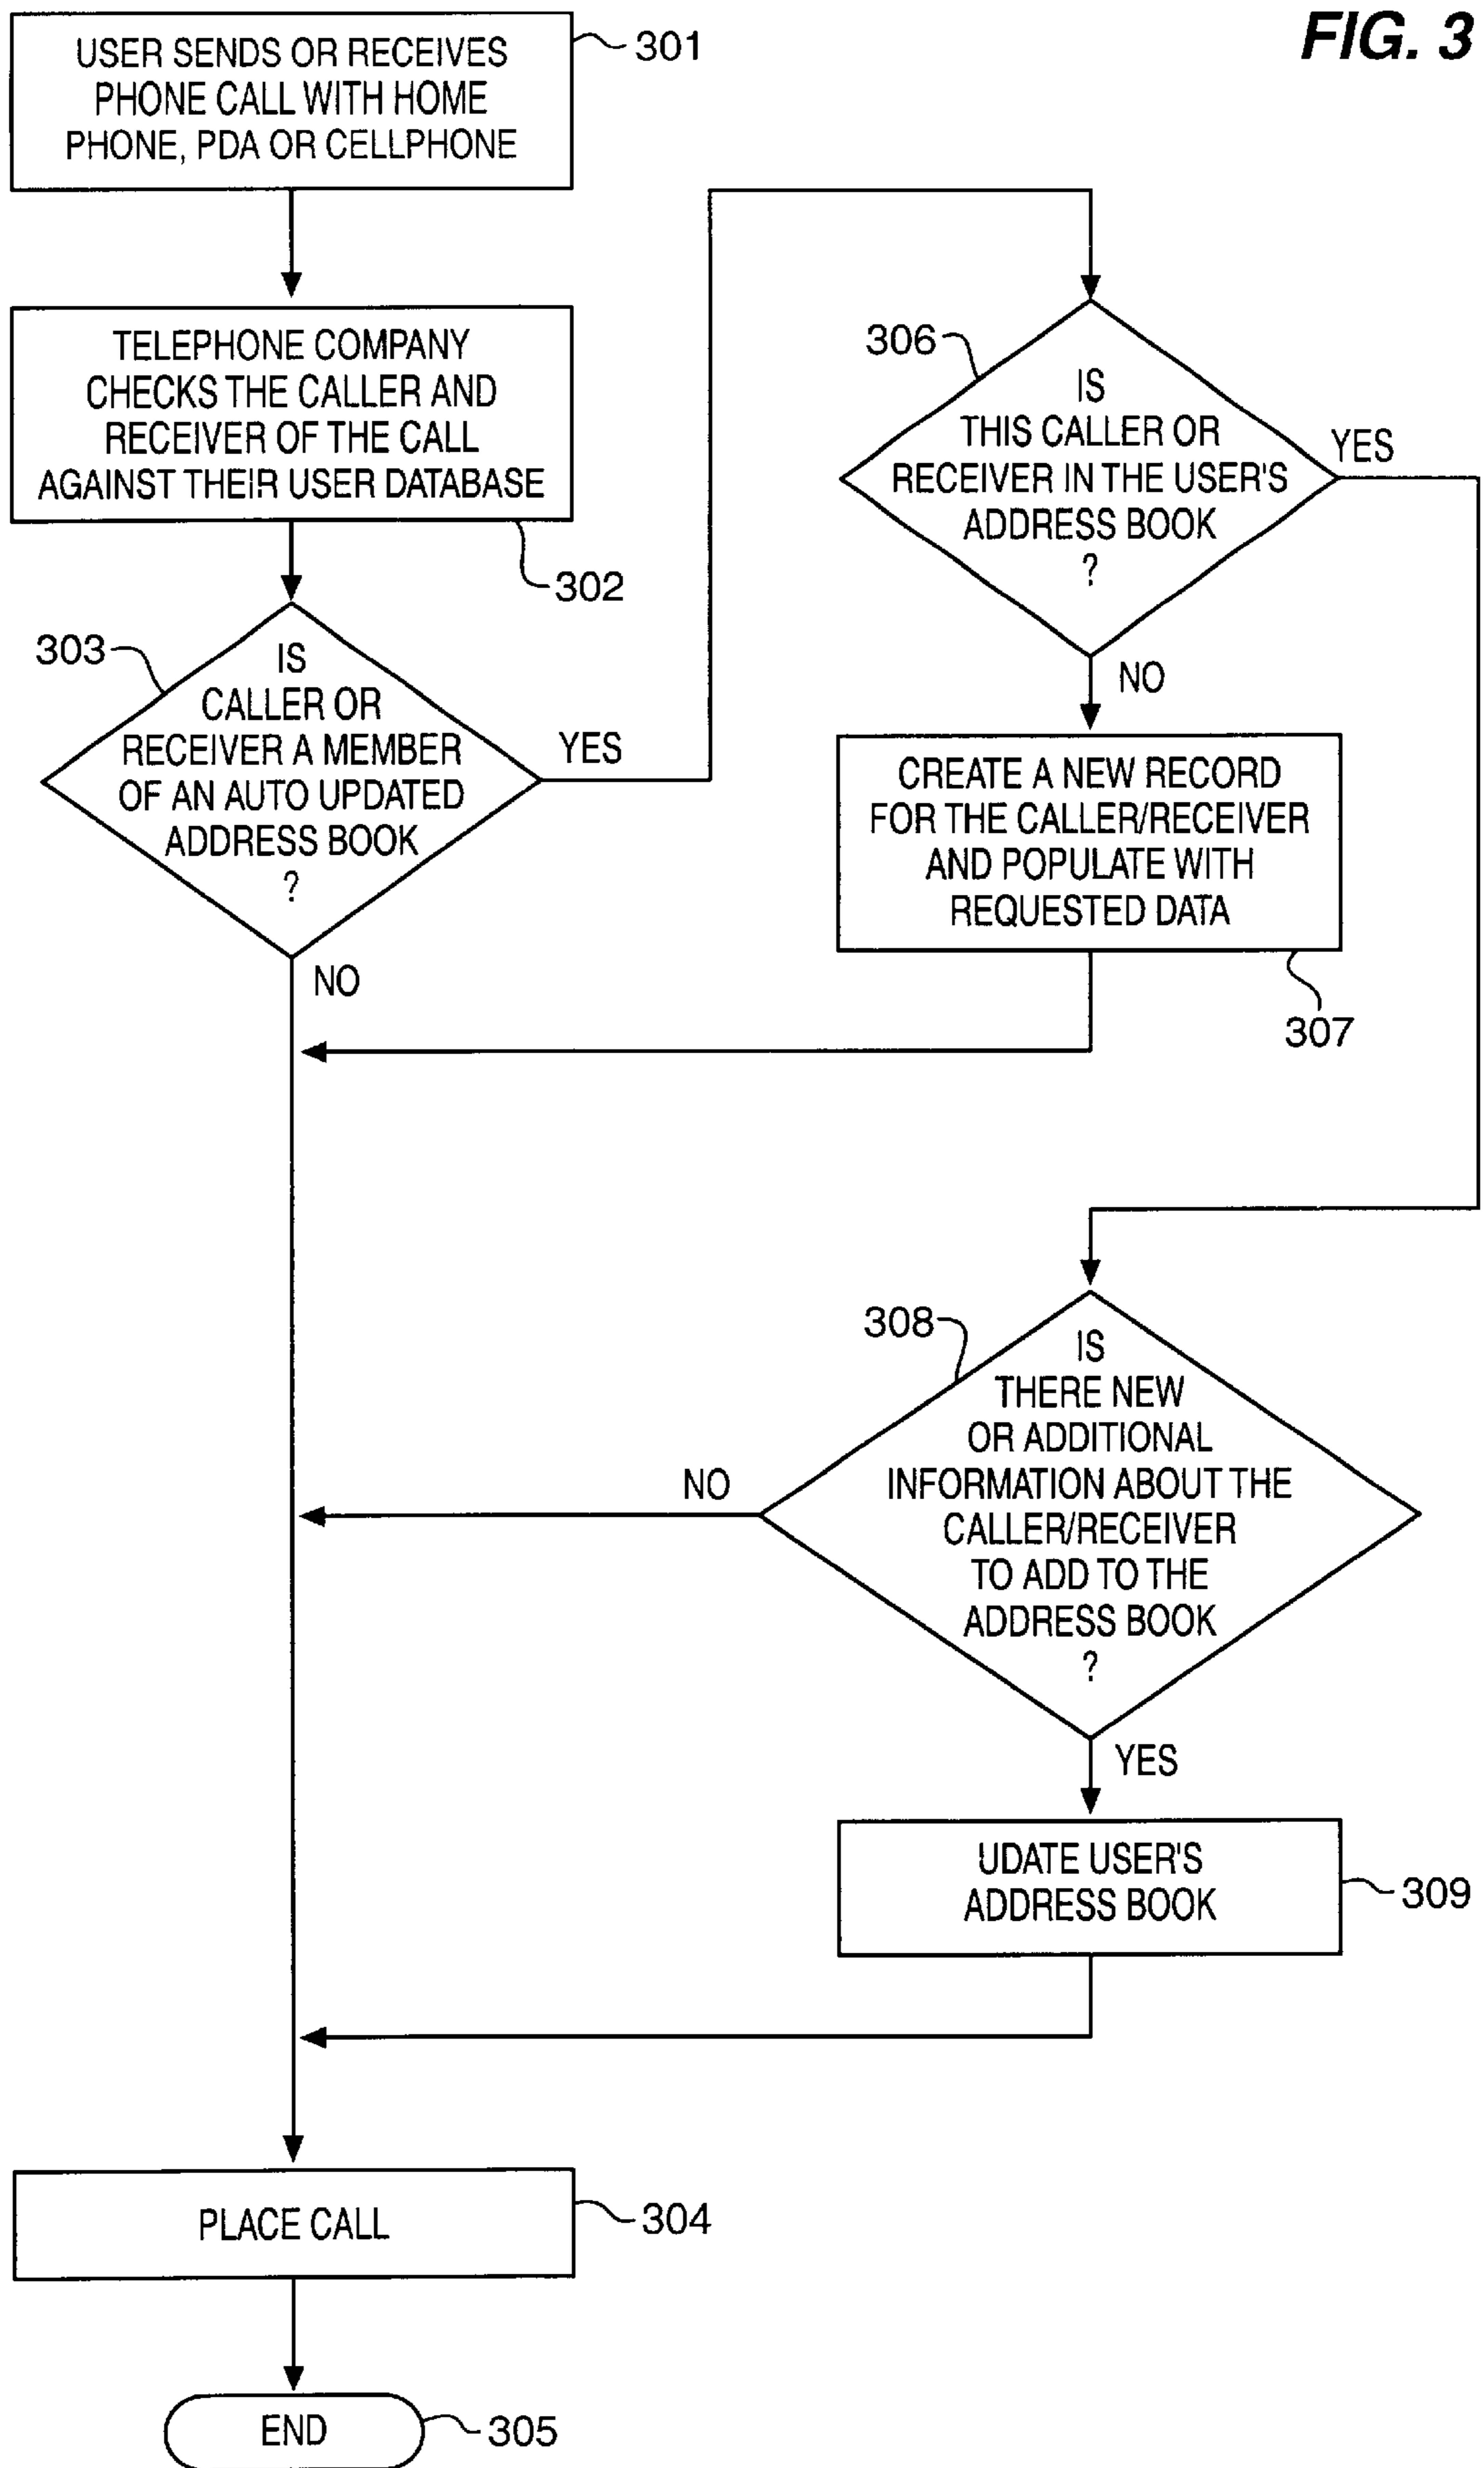 FIG. 3
USER SENDS OR RECEIVES
PHONE CALL WITH HOME
PHONE, PDA OR CELLPHONE
301
TELEPHONE COMPANY
CHECKS THE CALLER AND
RECEIVER OF THE CALL
AGAINST THEIR USER DATABASE
302
303
IS
CALLER OR
RECEIVER A MEMBER
OF AN AUTO UPDATED
ADDRESS BOOK
?
YES
NO
306
IS
THIS CALLER OR
RECEIVER IN THE USER'S
ADDRESS BOOK
?
YES
NO
CREATE A NEW RECORD
FOR THE CALLER/RECEIVER
AND POPULATE WITH
REQUESTED DATA
307
308
IS
THERE NEW
OR ADDITIONAL
INFORMATION ABOUT THE
CALLER/RECEIVER
TO ADD TO THE
ADDRESS BOOK
?
NO
YES
UDATE USER'S
ADDRESS BOOK
309
PLACE CALL
304
END
305